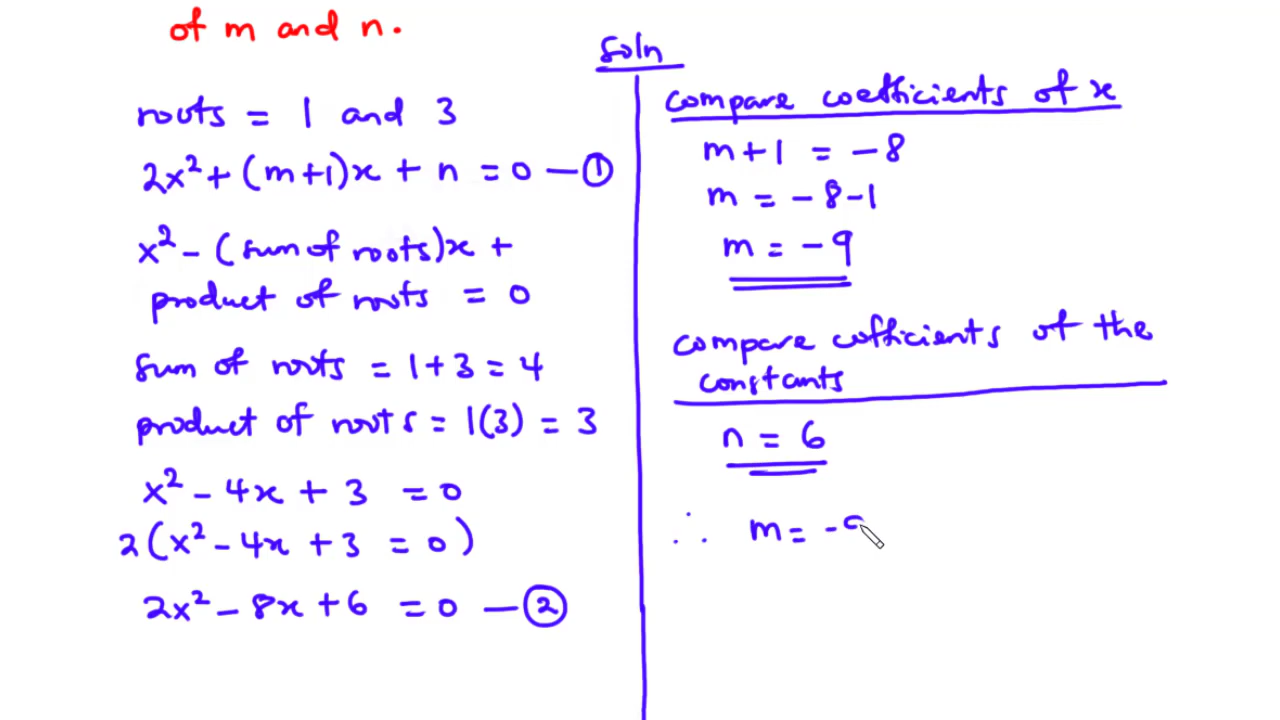 of m and n.
Soln
roots = 1 and 3
2x² + (m+1)x + n = 0 — ①
x² - (sum of roots)x +
product of roots = 0
sum of roots = 1+3 = 4
product of roots = 1(3) = 3
x² - 4x + 3 = 0
2(x² - 4x + 3 = 0)
2x² - 8x + 6 = 0 — ②
compare coefficients of x
m+1 = -8
m = -8-1
m = -9
compare cofficients of the
constants
n = 6
∴ m = -9